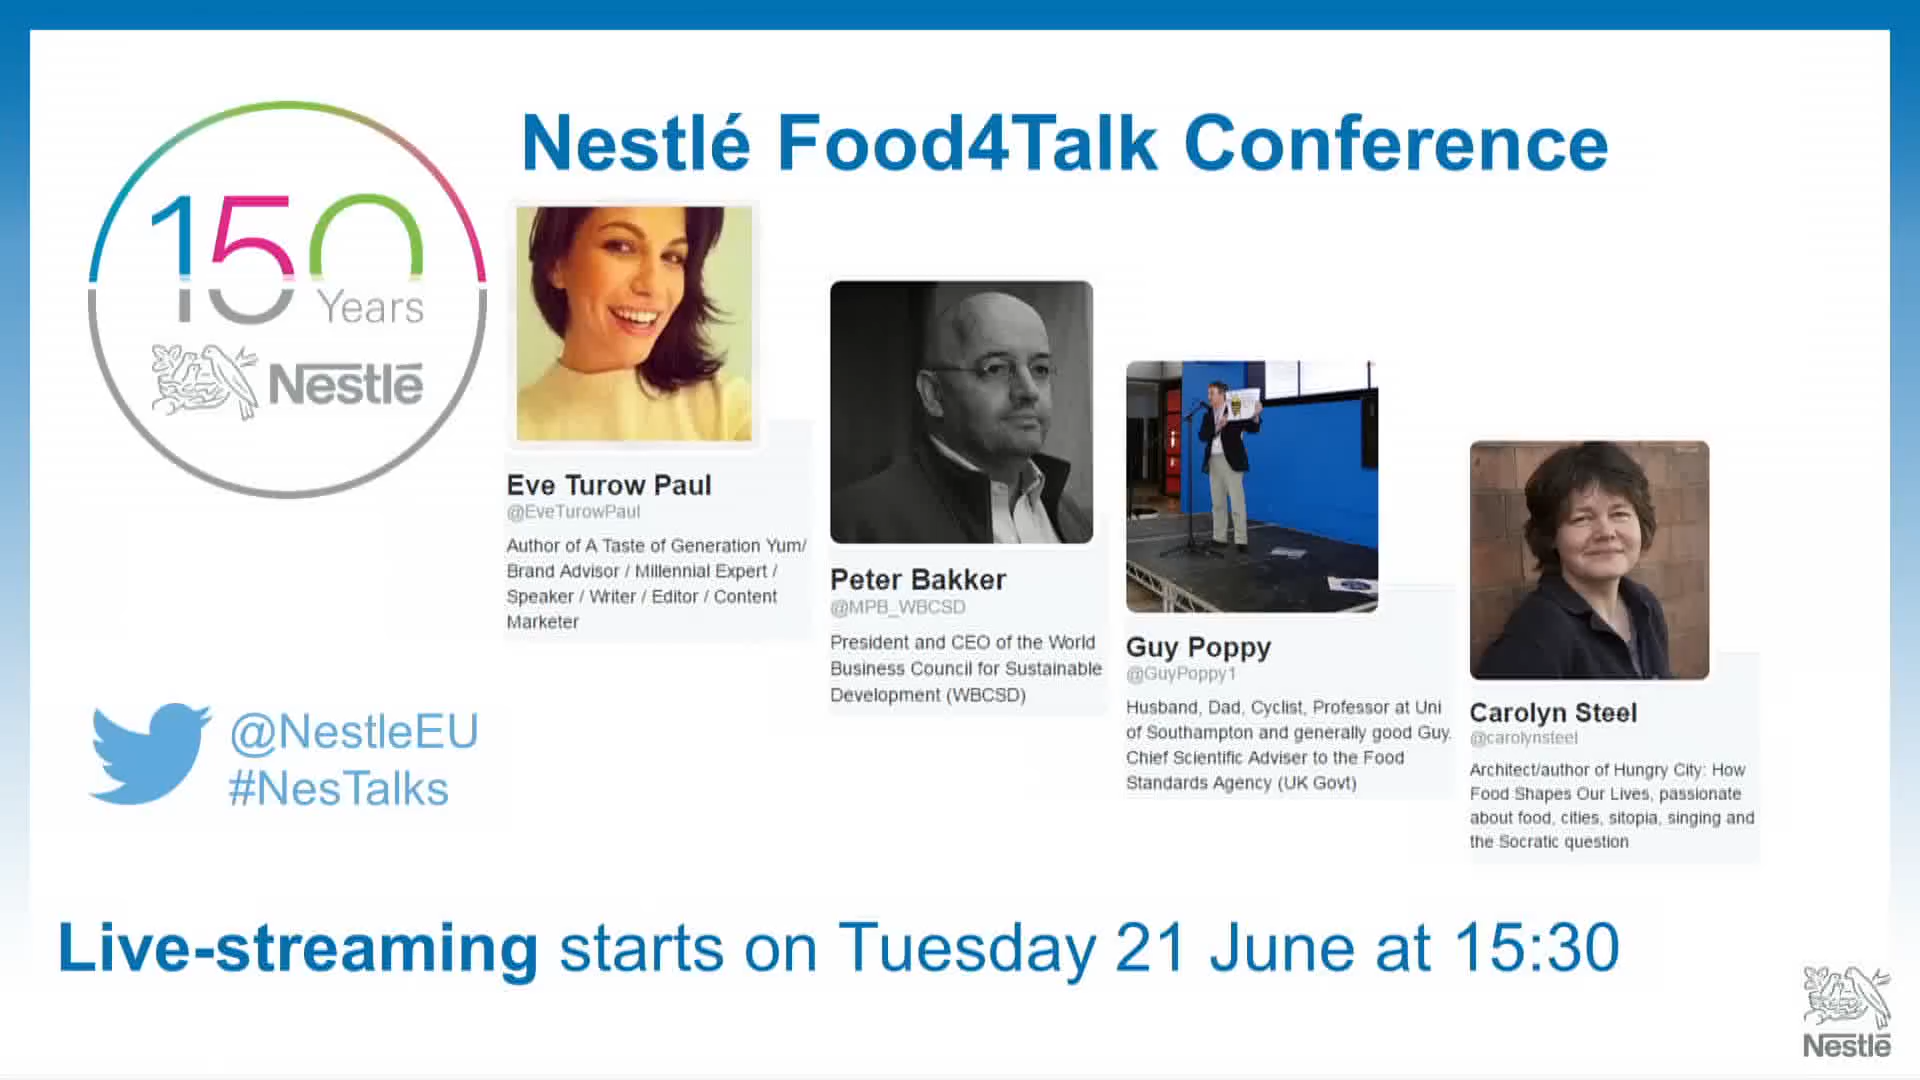 Nestlé Food4Talk Conference
150
Years
Nestlé
Eve Turow Paul
@EveTurowPaul
Author of A Taste of Generation Yum/
Brand Advisor / Millennial Expert /
Speaker / Writer / Editor / Content
Marketer
Peter Bakker
@MPB_WBCSD
President and CEO of the World
Business Council for Sustainable
Development (WBCSD)
Guy Poppy
@GuyPoppy1
Husband, Dad, Cyclist, Professor at Uni
of Southampton and generally good Guy.
Chief Scientific Adviser to the Food
Standards Agency (UK Govt)
Carolyn Steel
@carolynsteel
Architect/author of Hungry City: How
Food Shapes Our Lives, passionate
about food, cities, sitopia, singing and
the Socratic question
@NestleEU
#NesTalks
Live-streaming starts on Tuesday 21 June at 15:30
Nestlé